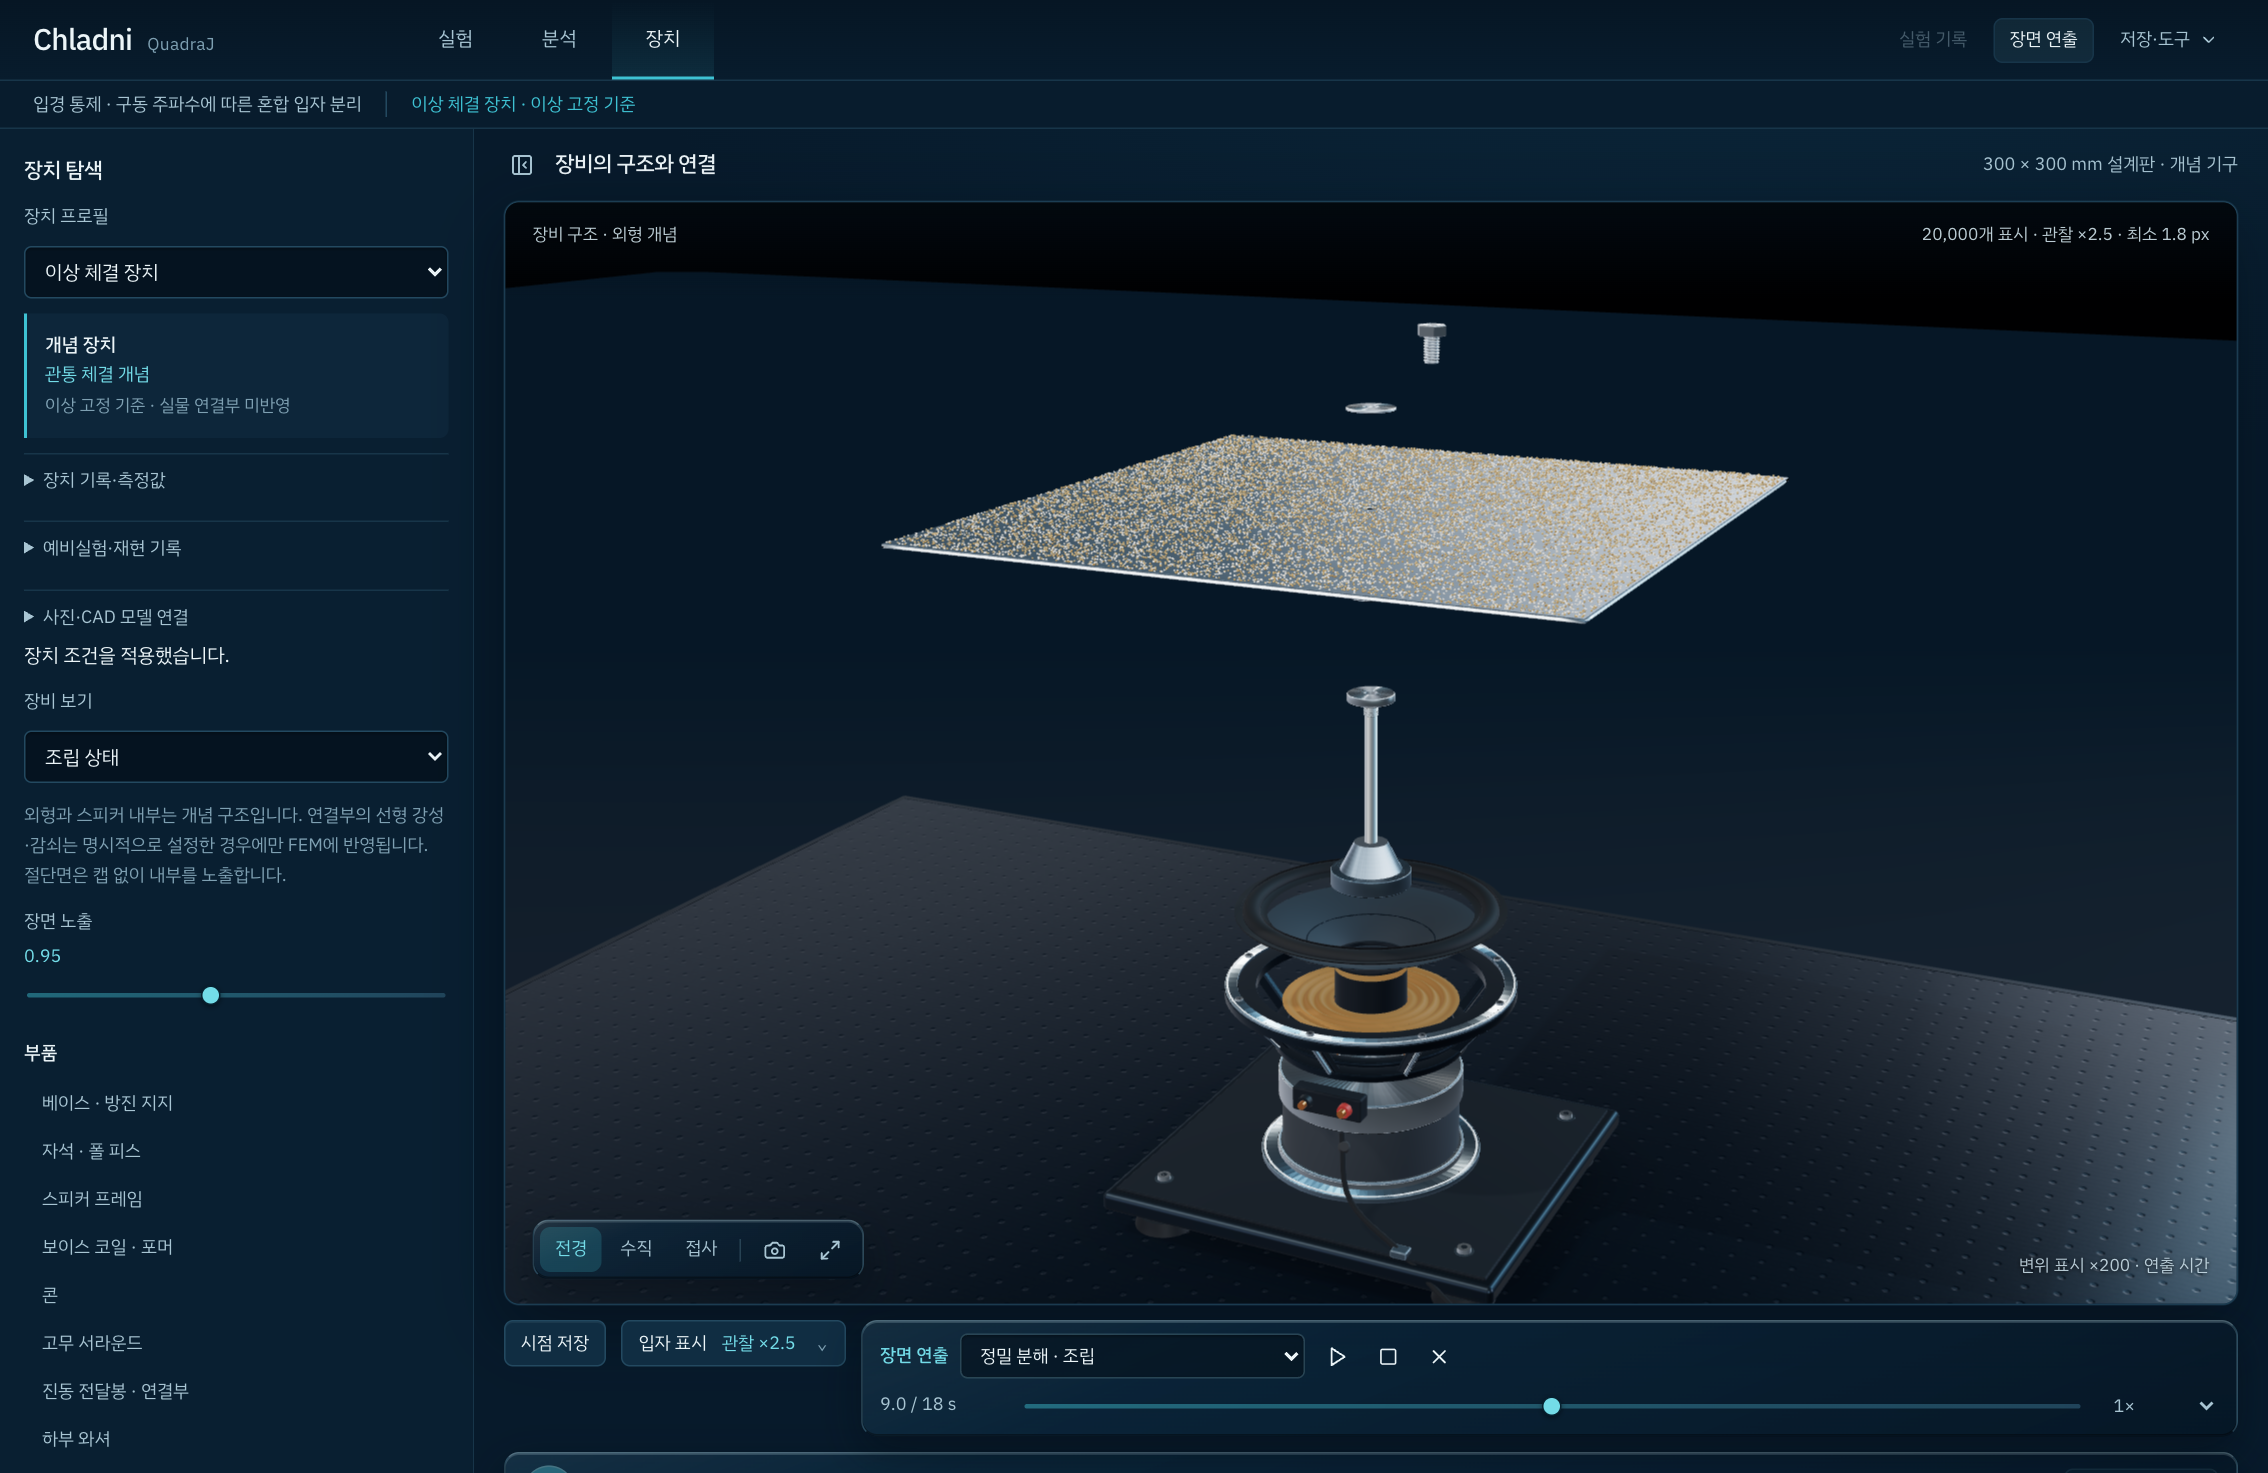 Chladni QuadraJ
실험
분석
장치
실험 기록
장면 연출
저장·도구
입경 통제 · 구동 주파수에 따른 혼합 입자 분리
이상 체결 장치 · 이상 고정 기준
장치 탐색
장치 프로필
이상 체결 장치
개념 장치
관통 체결 개념
이상 고정 기준 · 실물 연결부 미반영
장치 기록·측정값
예비실험·재현 기록
사진·CAD 모델 연결
장치 조건을 적용했습니다.
장비 보기
조립 상태
외형과 스피커 내부는 개념 구조입니다. 연결부의 선형 강성
·감쇠는 명시적으로 설정한 경우에만 FEM에 반영됩니다.
절단면은 캡 없이 내부를 노출합니다.
장면 노출
0.95
부품
베이스 · 방진 지지
자석 · 폴 피스
스피커 프레임
보이스 코일 · 포머
콘
고무 서라운드
진동 전달봉 · 연결부
하부 와셔
장비의 구조와 연결
300 × 300 mm 설계판 · 개념 기구
장비 구조 · 외형 개념
20,000개 표시 · 관찰 ×2.5 · 최소 1.8 px
전경
수직
접사
변위 표시 ×200 · 연출 시간
시점 저장
입자 표시 관찰 ×2.5
장면 연출
정밀 분해 · 조립
9.0 / 18 s
1×